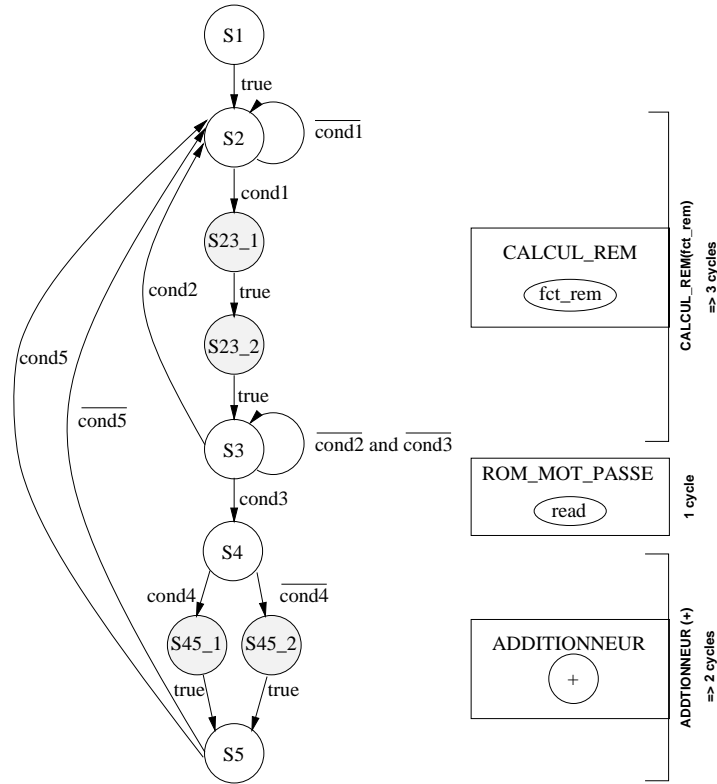 S1
true
S2
cond1
cond1
S23_1
true
cond2
S23_2
true
cond5
cond5
S3
cond2 and cond3
cond3
S4
cond4
cond4
S45_1
S45_2
true
true
S5
CALCUL_REM
fct_rem
CALCUL_REM(fct_rem)
=> 3 cycles
ROM_MOT_PASSE
read
1 cycle
ADDITIONNEUR
+
ADDTIONNEUR (+)
=> 2 cycles